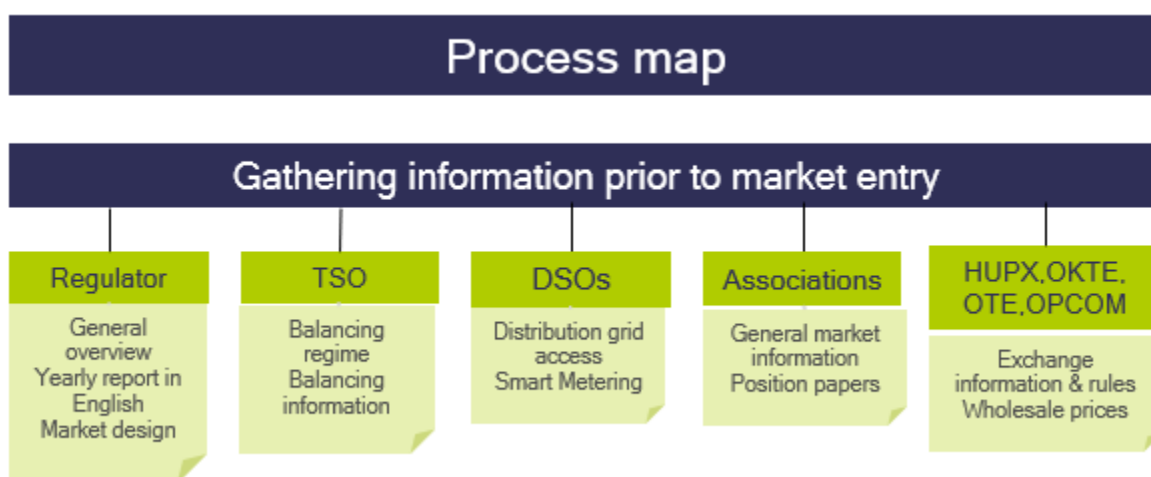 Process map
Gathering information prior to market entry
Regulator
General
overview
Yearly report in
English
Market design
TSO
Balancing
regime
Balancing
information
DSOs
Distribution grid
access
Smart Metering
Associations
General market
information
Position papers
HUPX,OKTE,
OTE,OPCOM
Exchange
information & rules
Wholesale prices